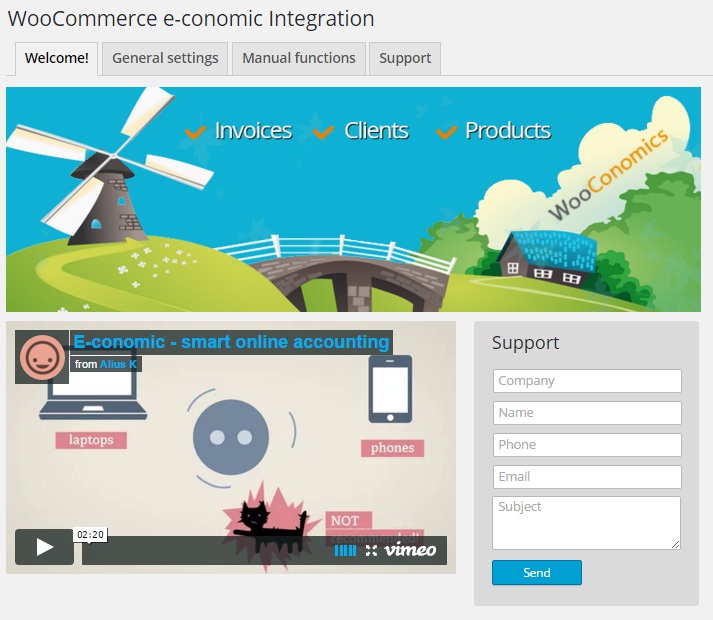 WooCommerce e-conomic Integration
Welcome! General settings Manual functions Support
Invoices Clients Products
WooConomics
E-conomic - smart online accounting
from Alius K
laptops
phones
NOT
recommended!
02:20
vimeo
Support
Company
Name
Phone
Email
Subject
Send